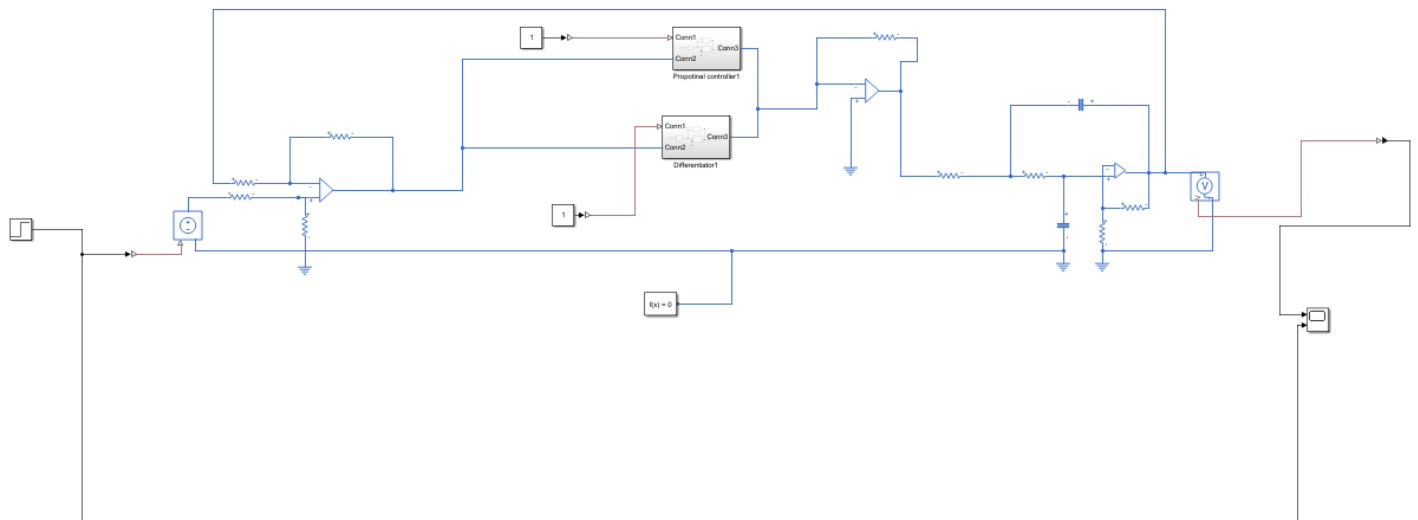 1
Conn1
Conn2
Conn3
Propotinal controller1
Conn1
Conn2
Conn3
Differentiator1
1
V
f(x) = 0